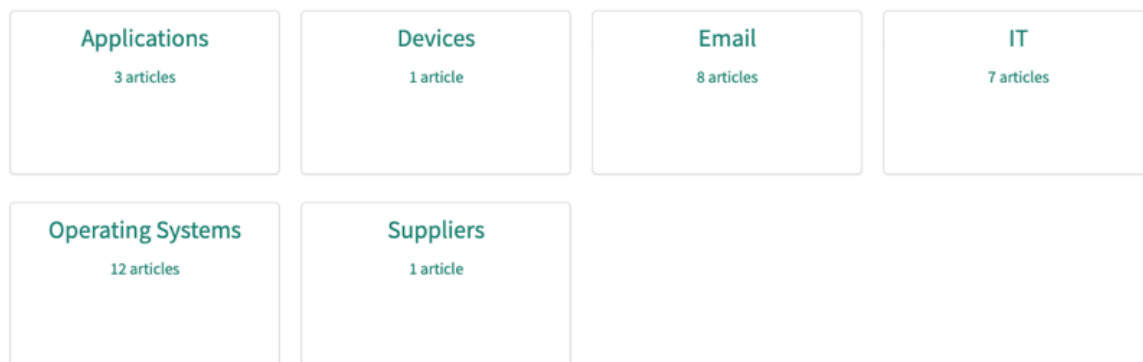 Applications
3 articles
Devices
1 article
Email
8 articles
IT
7 articles
Operating Systems
12 articles
Suppliers
1 article